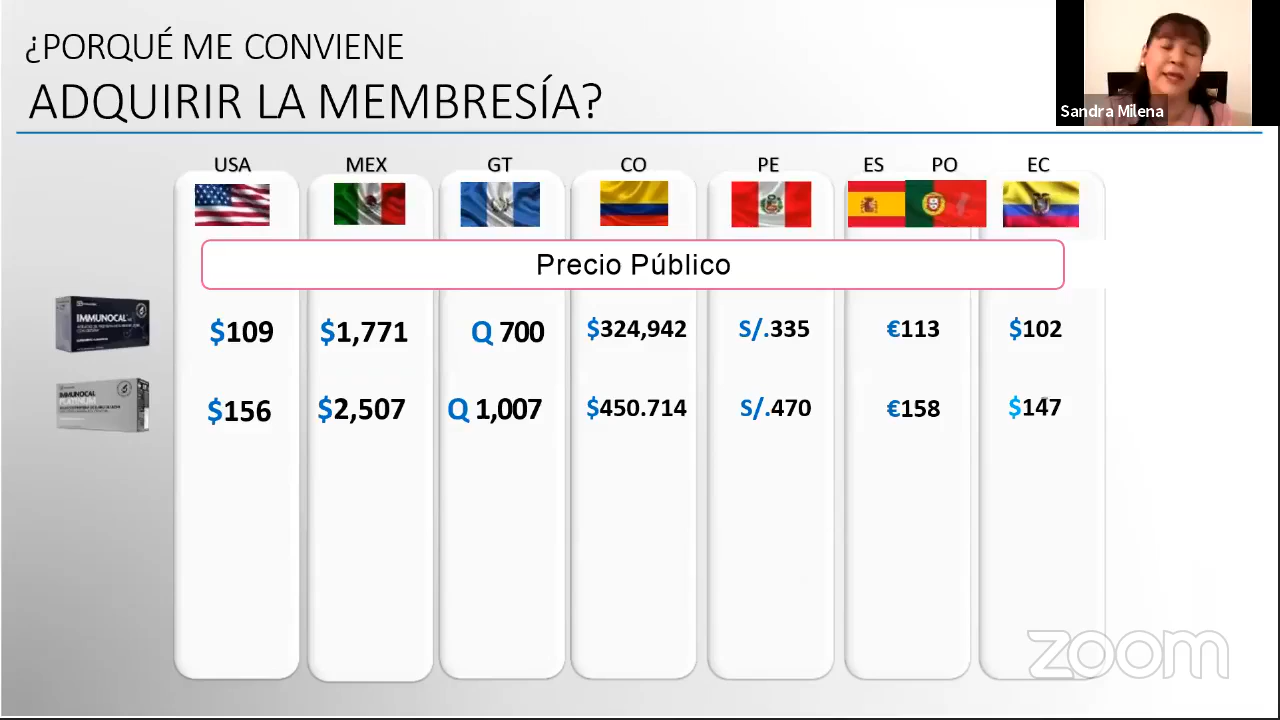 ¿PORQUÉ ME CONVIENE
ADQUIRIR LA MEMBRESÍA?
Sandra Milena
USA MEX GT CO PE ES PO EC
Precio Público
IMMUNOCAL
$109 $1,771 Q 700 $324,942 S/.335 €113 $102
IMMUNOCAL
PLATINUM
$156 $2,507 Q 1,007 $450.714 S/.470 €158 $147
zoom